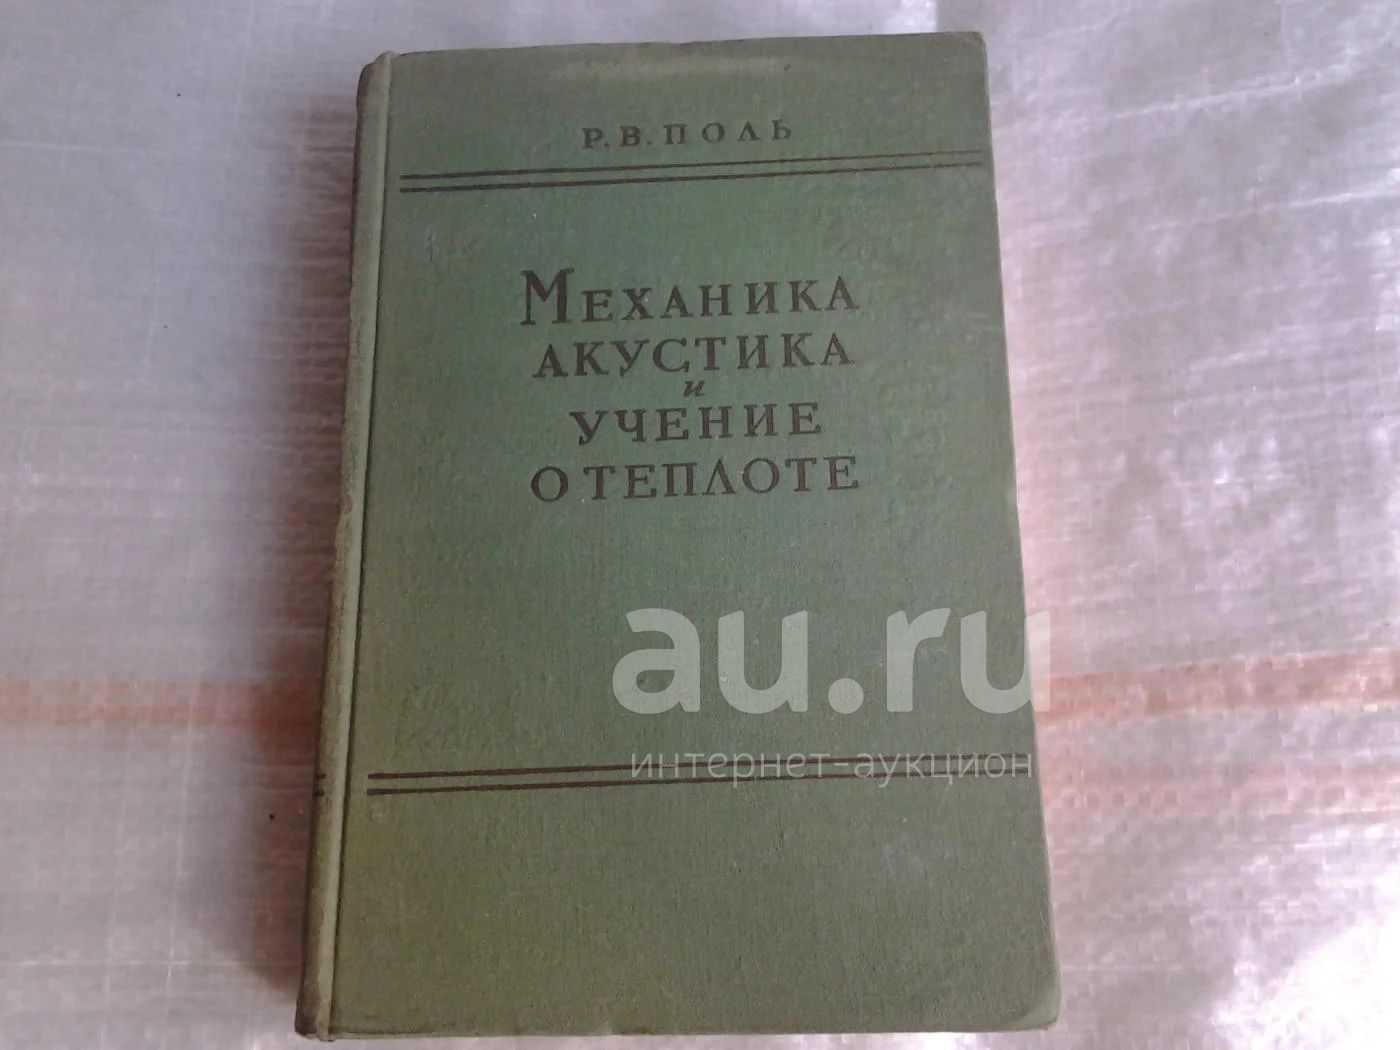 Р. В. ПОЛЬ
МЕХАНИКА
АКУСТИКА
и
УЧЕНИЕ
О ТЕПЛОТЕ
au.ru
интернет-аукцион